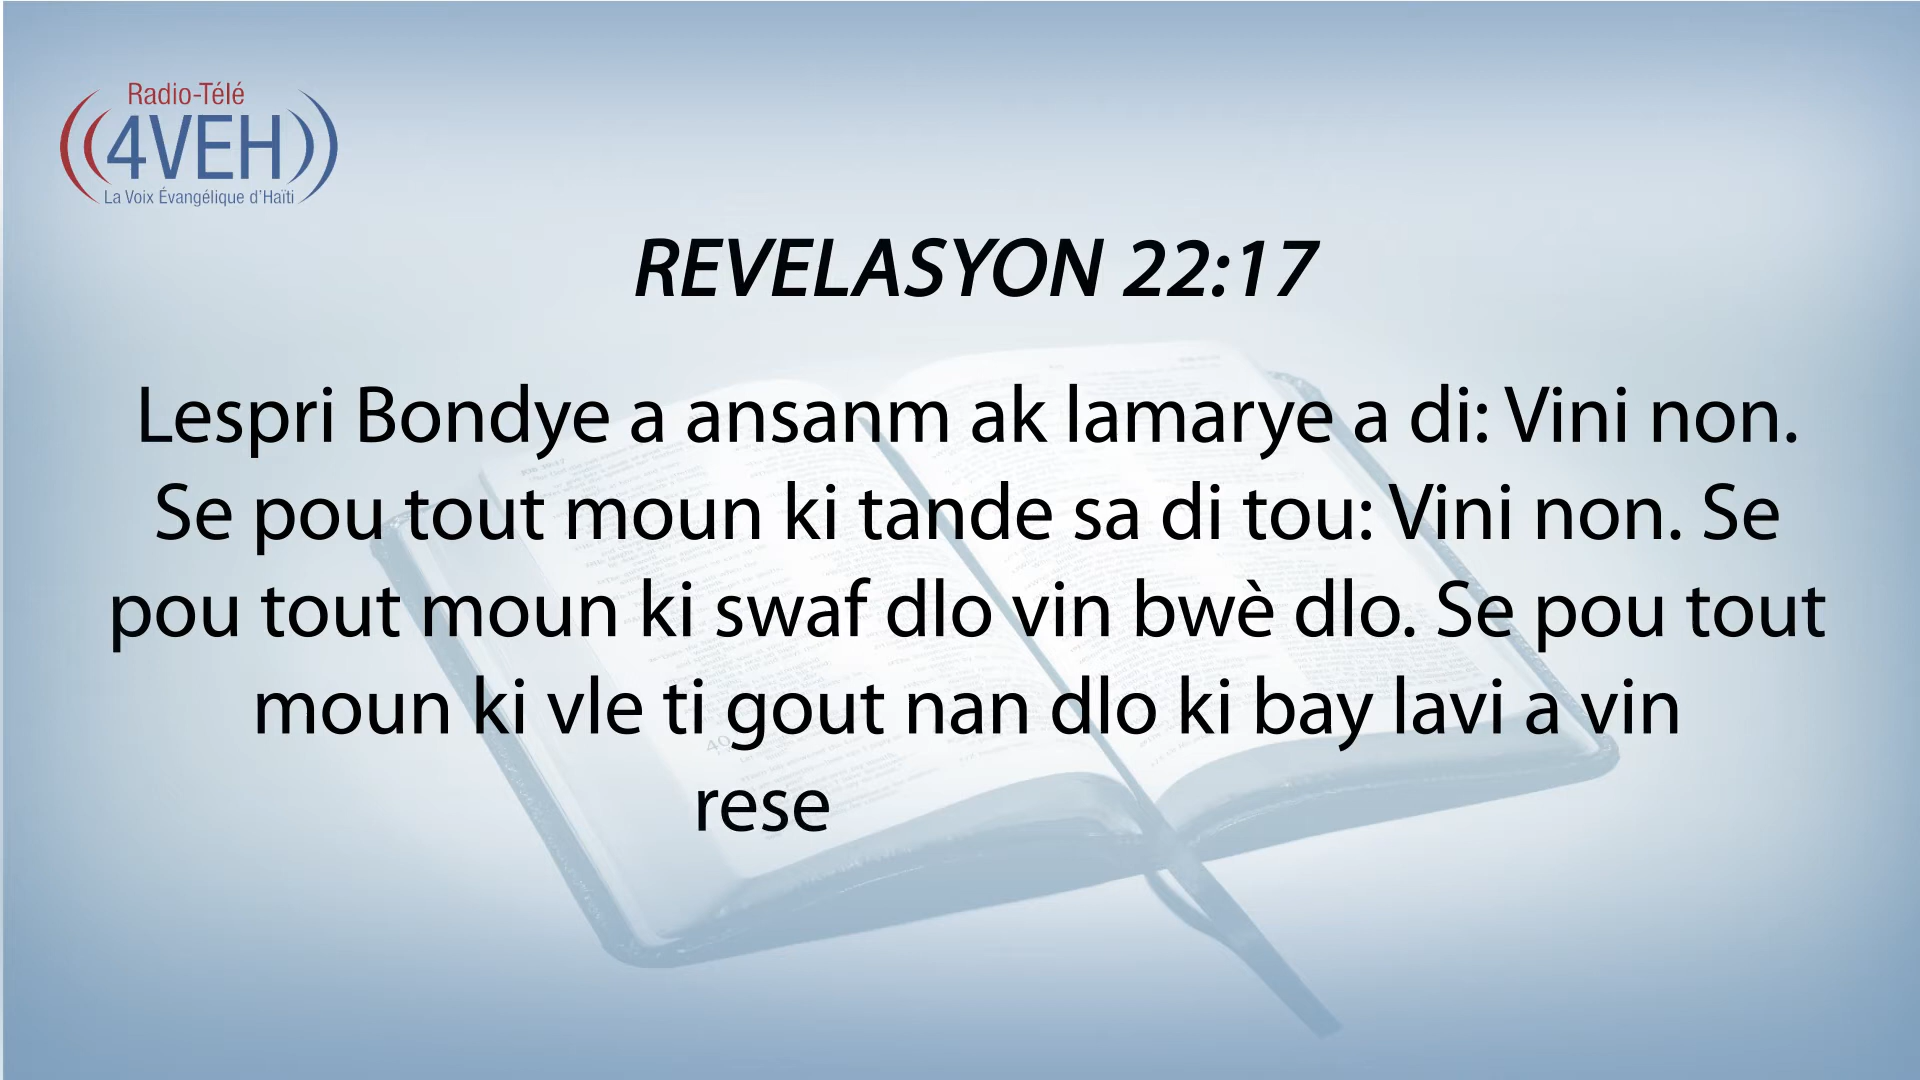 Radio-Télé
4VEH
La Voix Évangélique d'Haïti
REVELASYON 22:17
Lespri Bondye a ansanm ak lamarye a di: Vini non.
Se pou tout moun ki tande sa di tou: Vini non. Se
pou tout moun ki swaf dlo vin bwè dlo. Se pou tout
moun ki vle ti gout nan dlo ki bay lavi a vin
rese